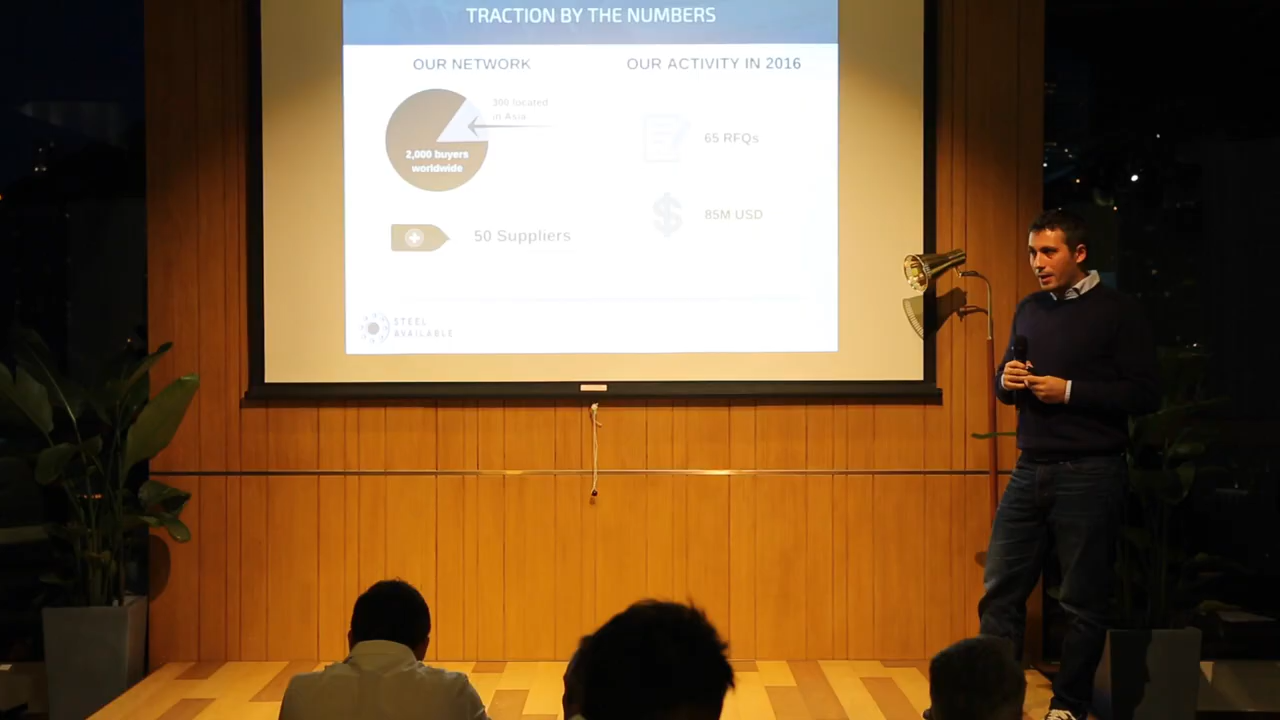 TRACTION BY THE NUMBERS
OUR NETWORK
300 located
in Asia
2,000 buyers
worldwide
50 Suppliers
OUR ACTIVITY IN 2016
65 RFQs
85M USD
STEEL
AVAILABLE